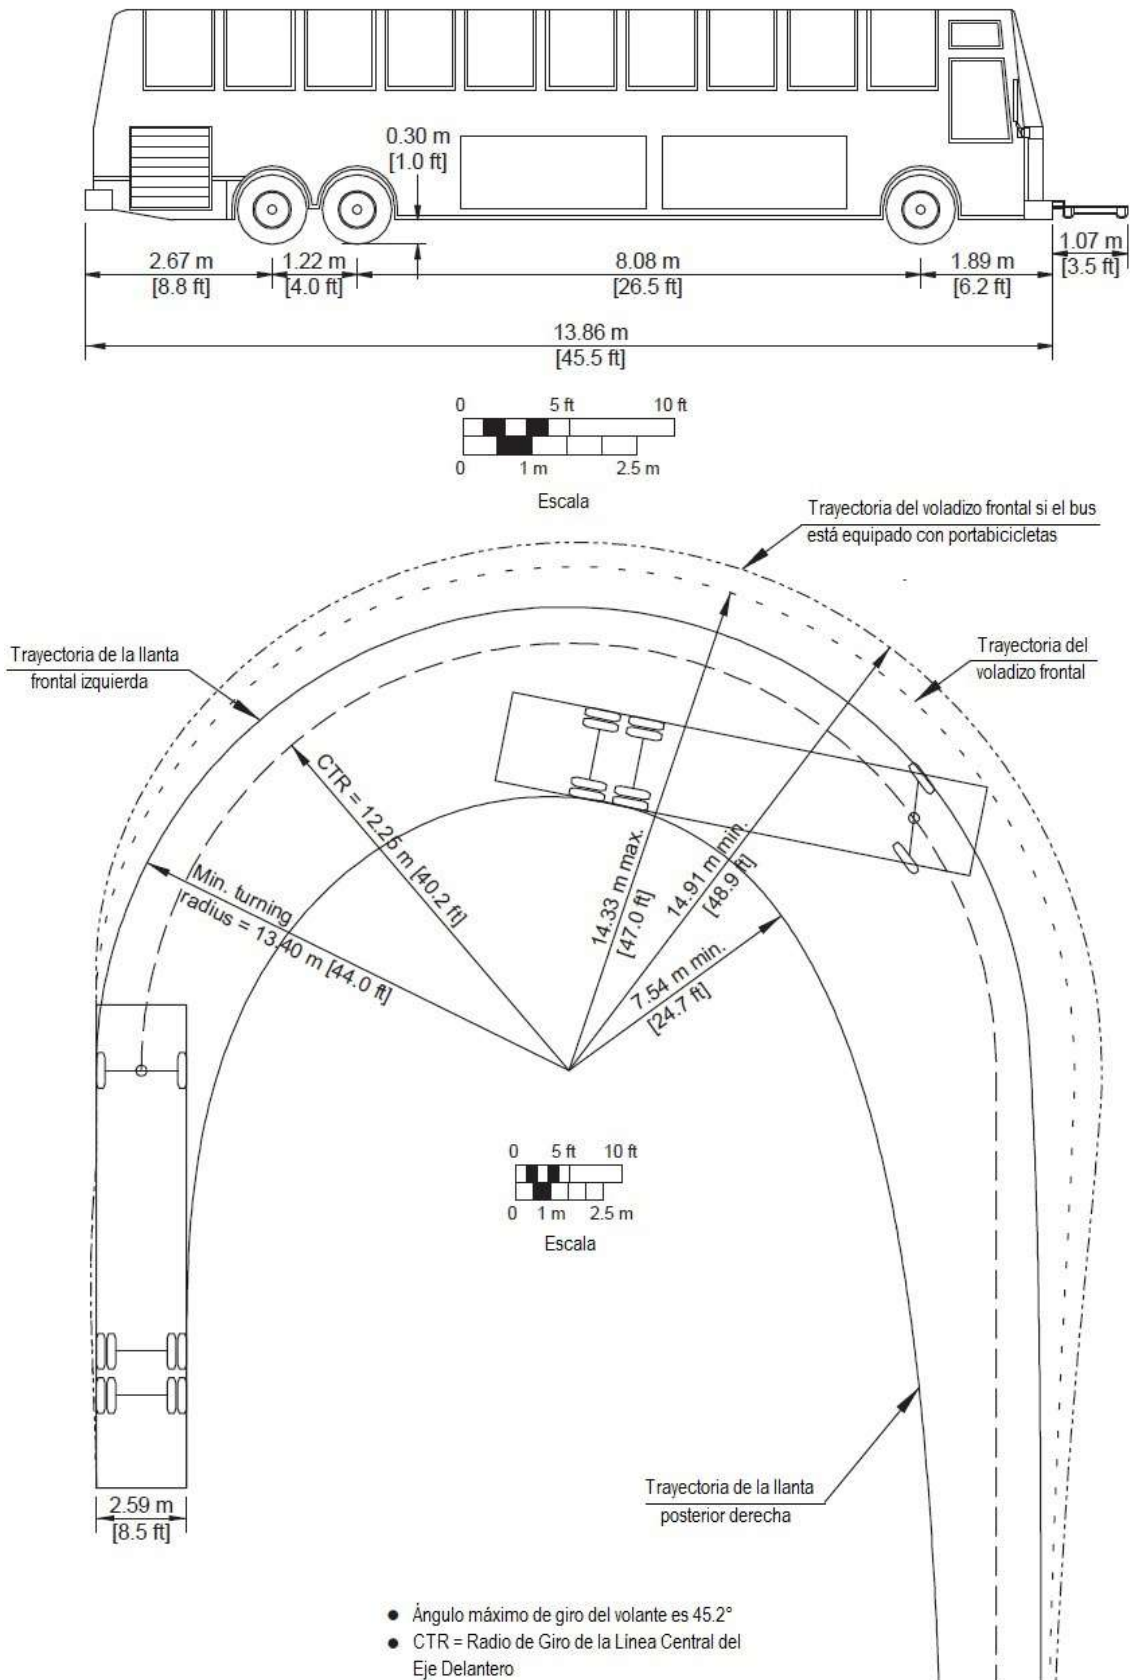 0.30 m
[1.0 ft]
2.67 m
[8.8 ft]
1.22 m
[4.0 ft]
8.08 m
[26.5 ft]
1.89 m
[6.2 ft]
1.07 m
[3.5 ft]
13.86 m
[45.5 ft]
0 5 ft 10 ft
0 1 m 2.5 m
Escala
Trayectoria del voladizo frontal si el bus
está equipado con portabicicletas
Trayectoria de la llanta
frontal izquierda
Trayectoria del
voladizo frontal
CTR = 12.25 m [40.2 ft]
Min. turning
radius = 13.40 m [44.0 ft]
14.33 m max.
[47.0 ft]
14.91 m min.
[48.9 ft]
7.54 m min.
[24.7 ft]
0 5 ft 10 ft
0 1 m 2.5 m
Escala
2.59 m
[8.5 ft]
Trayectoria de la llanta
posterior derecha
● Ángulo máximo de giro del volante es 45.2°
● CTR = Radio de Giro de la Línea Central del
Eje Delantero